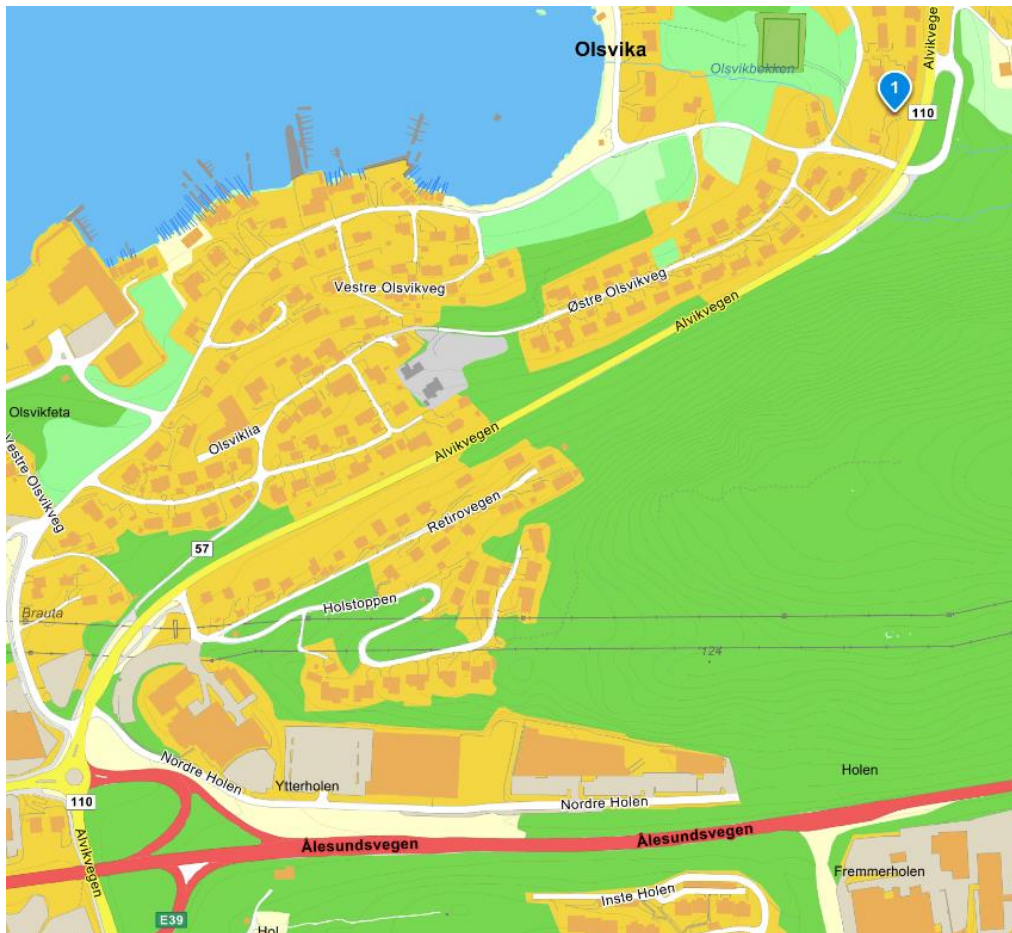 Olsvika
Alvikvegen
Olsvikbekken
1
110
Vestre Olsvikveg
Østre Olsvikveg
Alvikvegen
Olsvikfeta
Olsviklia
Alvikvegen
Vestre Olsvikveg
Retirovegen
57
Holstoppen
Brauta
124
Nordre Holen
Ytterholen
Holen
110
Nordre Holen
Ålesundsvegen
Ålesundsvegen
Alvikvegen
Fremmerholen
Inste Holen
E39
Hol